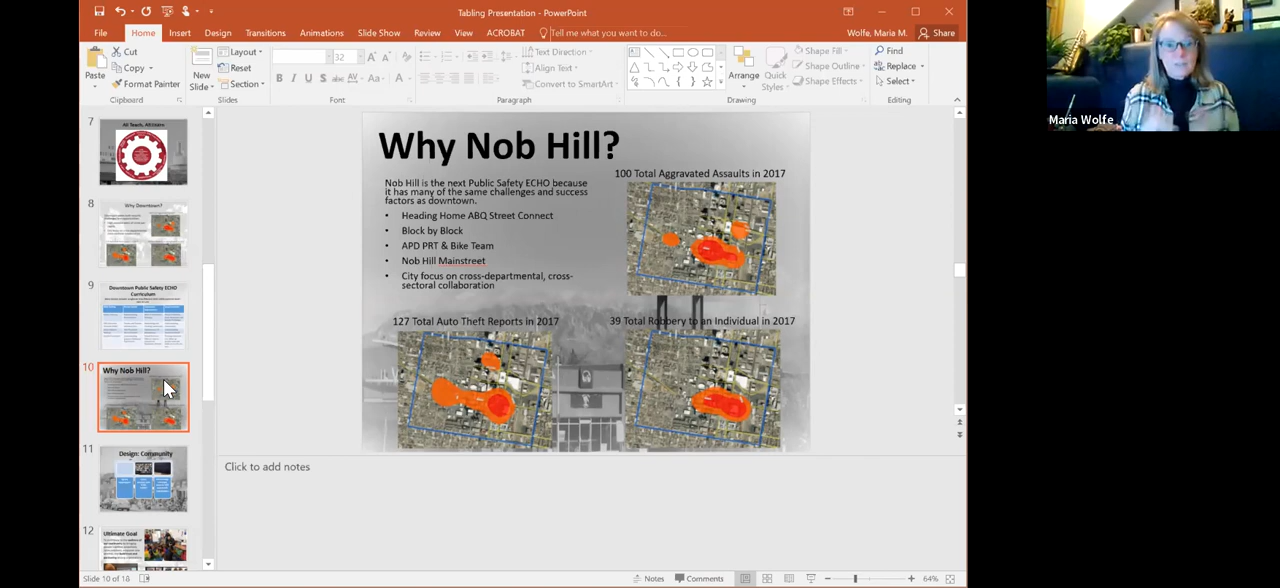 Tabling Presentation - PowerPoint
File Home Insert Design Transitions Animations Slide Show Review View ACROBAT Tell me what you want to do... Wolfe, Maria M. Share
Paste
Cut
Copy
Format Painter
Clipboard
New
Slide
Layout
Reset
Section
Slides
32
Font
Paragraph
Text Direction
Align Text
Convert to SmartArt
Arrange
Quick
Styles
Shape Fill
Shape Outline
Shape Effects
Drawing
Find
Replace
Select
Editing
Maria Wolfe
7
All Teach, All Learn
8
Why Downtown?
9
Downtown Public Safety ECHO
Curriculum
10
Why Nob Hill?
11
Design: Community
12
Ultimate Goal
Why Nob Hill?
Nob Hill is the next Public Safety ECHO because
it has many of the same challenges and success
factors as downtown.
• Heading Home ABQ Street Connect
• Block by Block
• APD PRT & Bike Team
• Nob Hill Mainstreet
• City focus on cross-departmental, cross-
sectoral collaboration
100 Total Aggravated Assaults in 2017
127 Total Auto Theft Reports in 2017
39 Total Robbery to an Individual in 2017
Click to add notes
Slide 10 of 18
Notes
Comments
64%